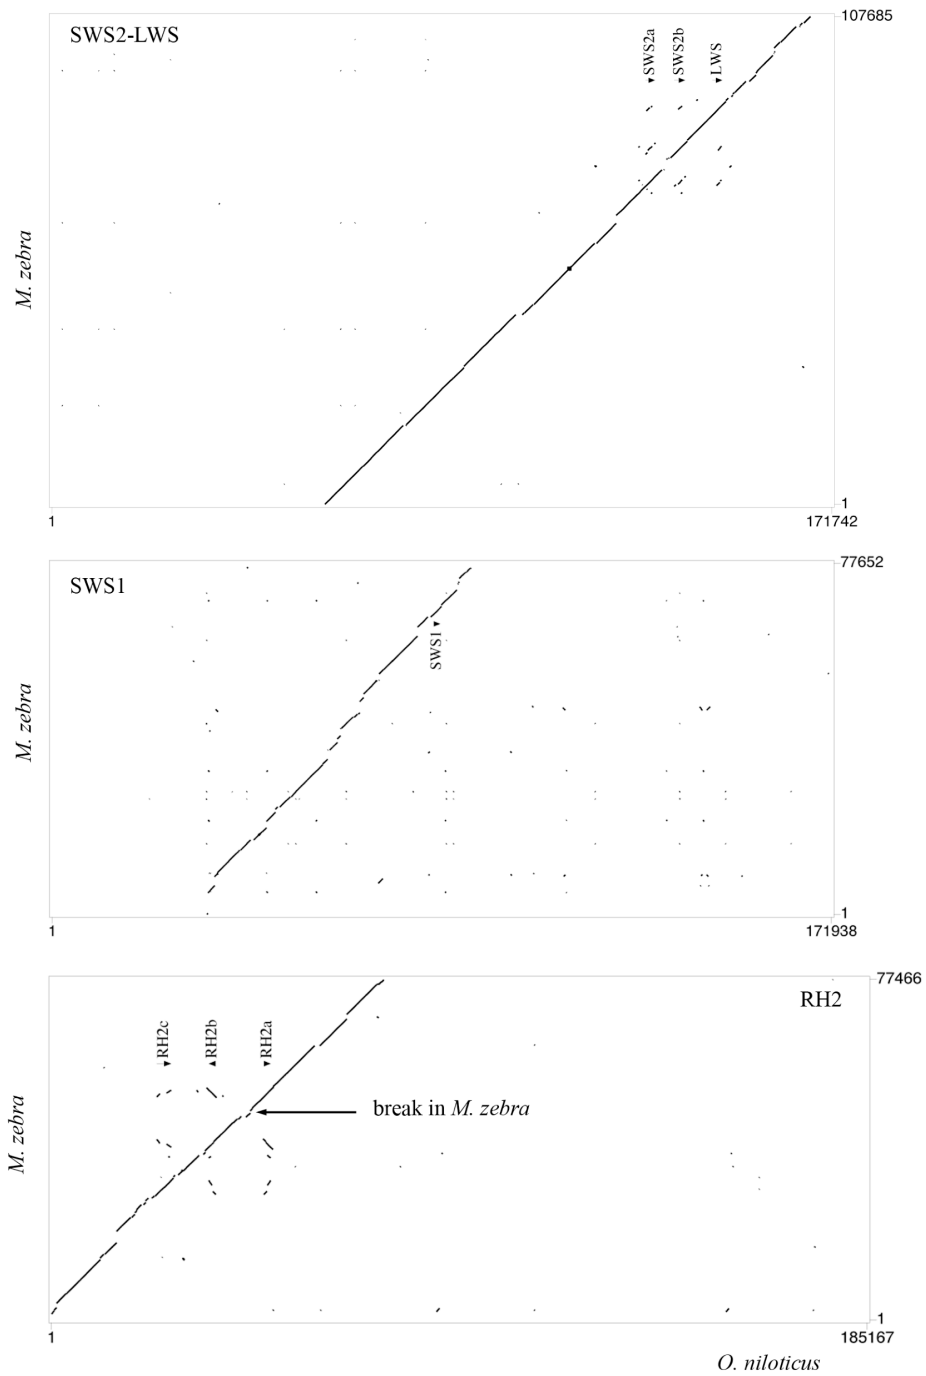 107685
SWS2-LWS
▾SWS2a
▾SWS2b
▾LWS
M. zebra
1
1
171742
77652
SWS1
SWS1▾
M. zebra
1
1
171938
77466
RH2
▾RH2c
▴RH2b
▾RH2a
break in M. zebra
M. zebra
1
1
185167
O. niloticus